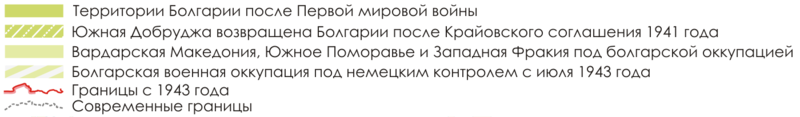 Территории Болгарии после Первой мировой войны
Южная Добруджа возвращена Болгарии после Крайовского соглашения 1941 года
Вардарская Македония, Южное Поморавье и Западная Фракия под болгарской оккупацией
Болгарская военная оккупация под немецким контролем с июля 1943 года
Границы с 1943 года
Современные границы